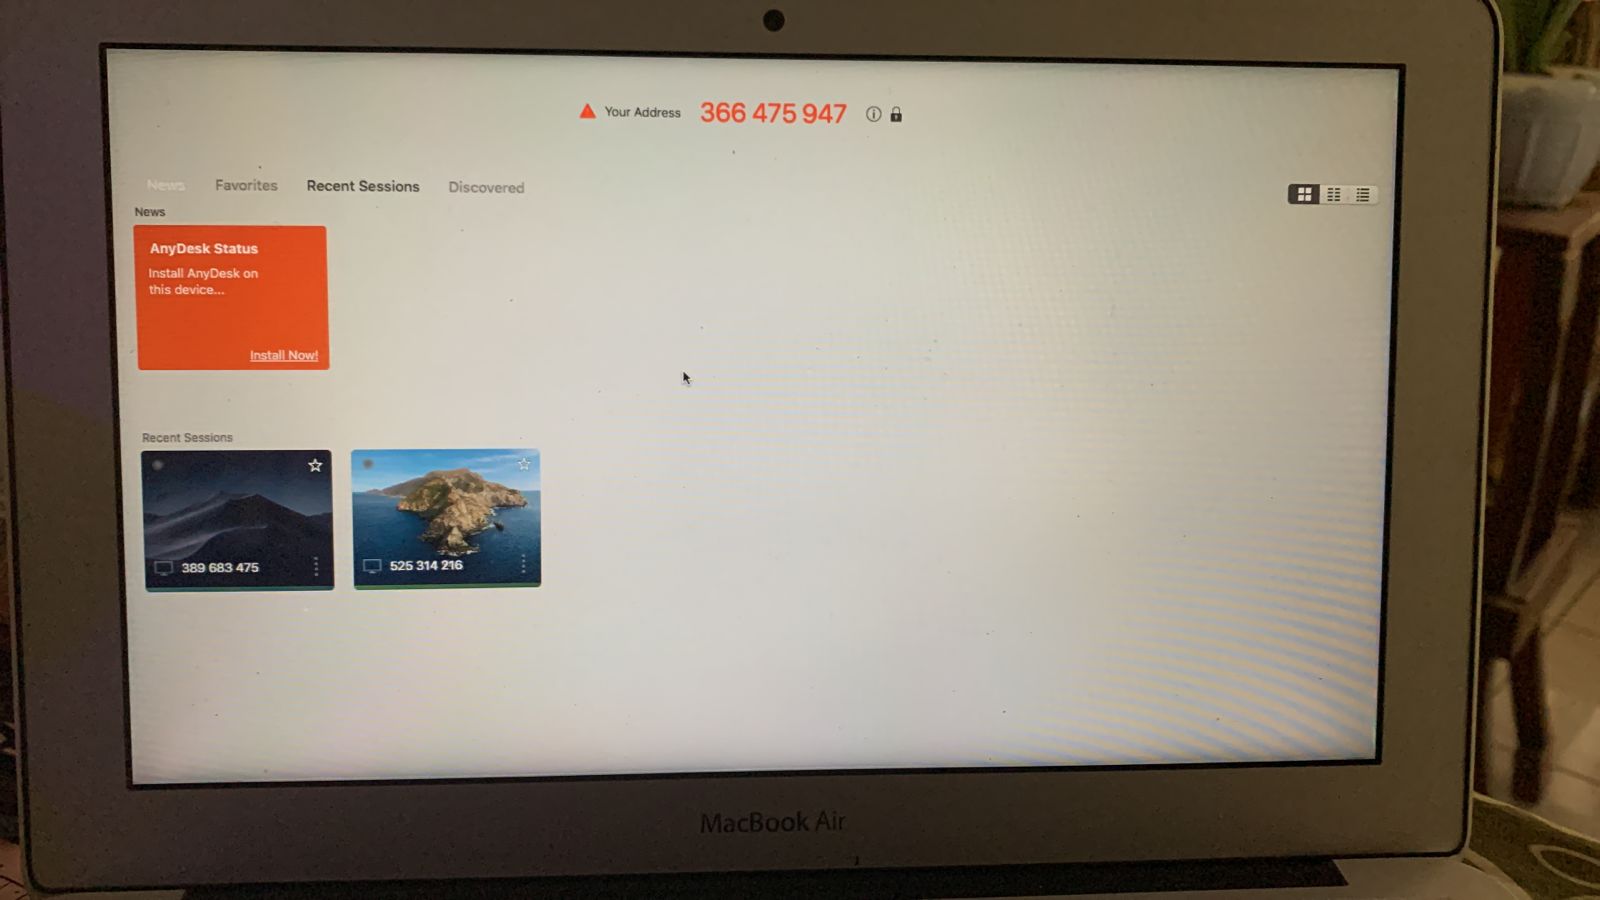 Your Address 366 475 947
News Favorites Recent Sessions Discovered
News
AnyDesk Status
Install AnyDesk on
this device...
Install Now!
Recent Sessions
389 683 475
525 314 216
MacBook Air